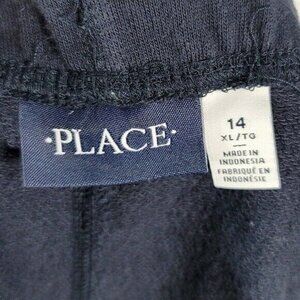 ·PLACE·
14
XL/TG
MADE IN
INDONESIA
FABRIQUÉ EN
INDONÉSIE